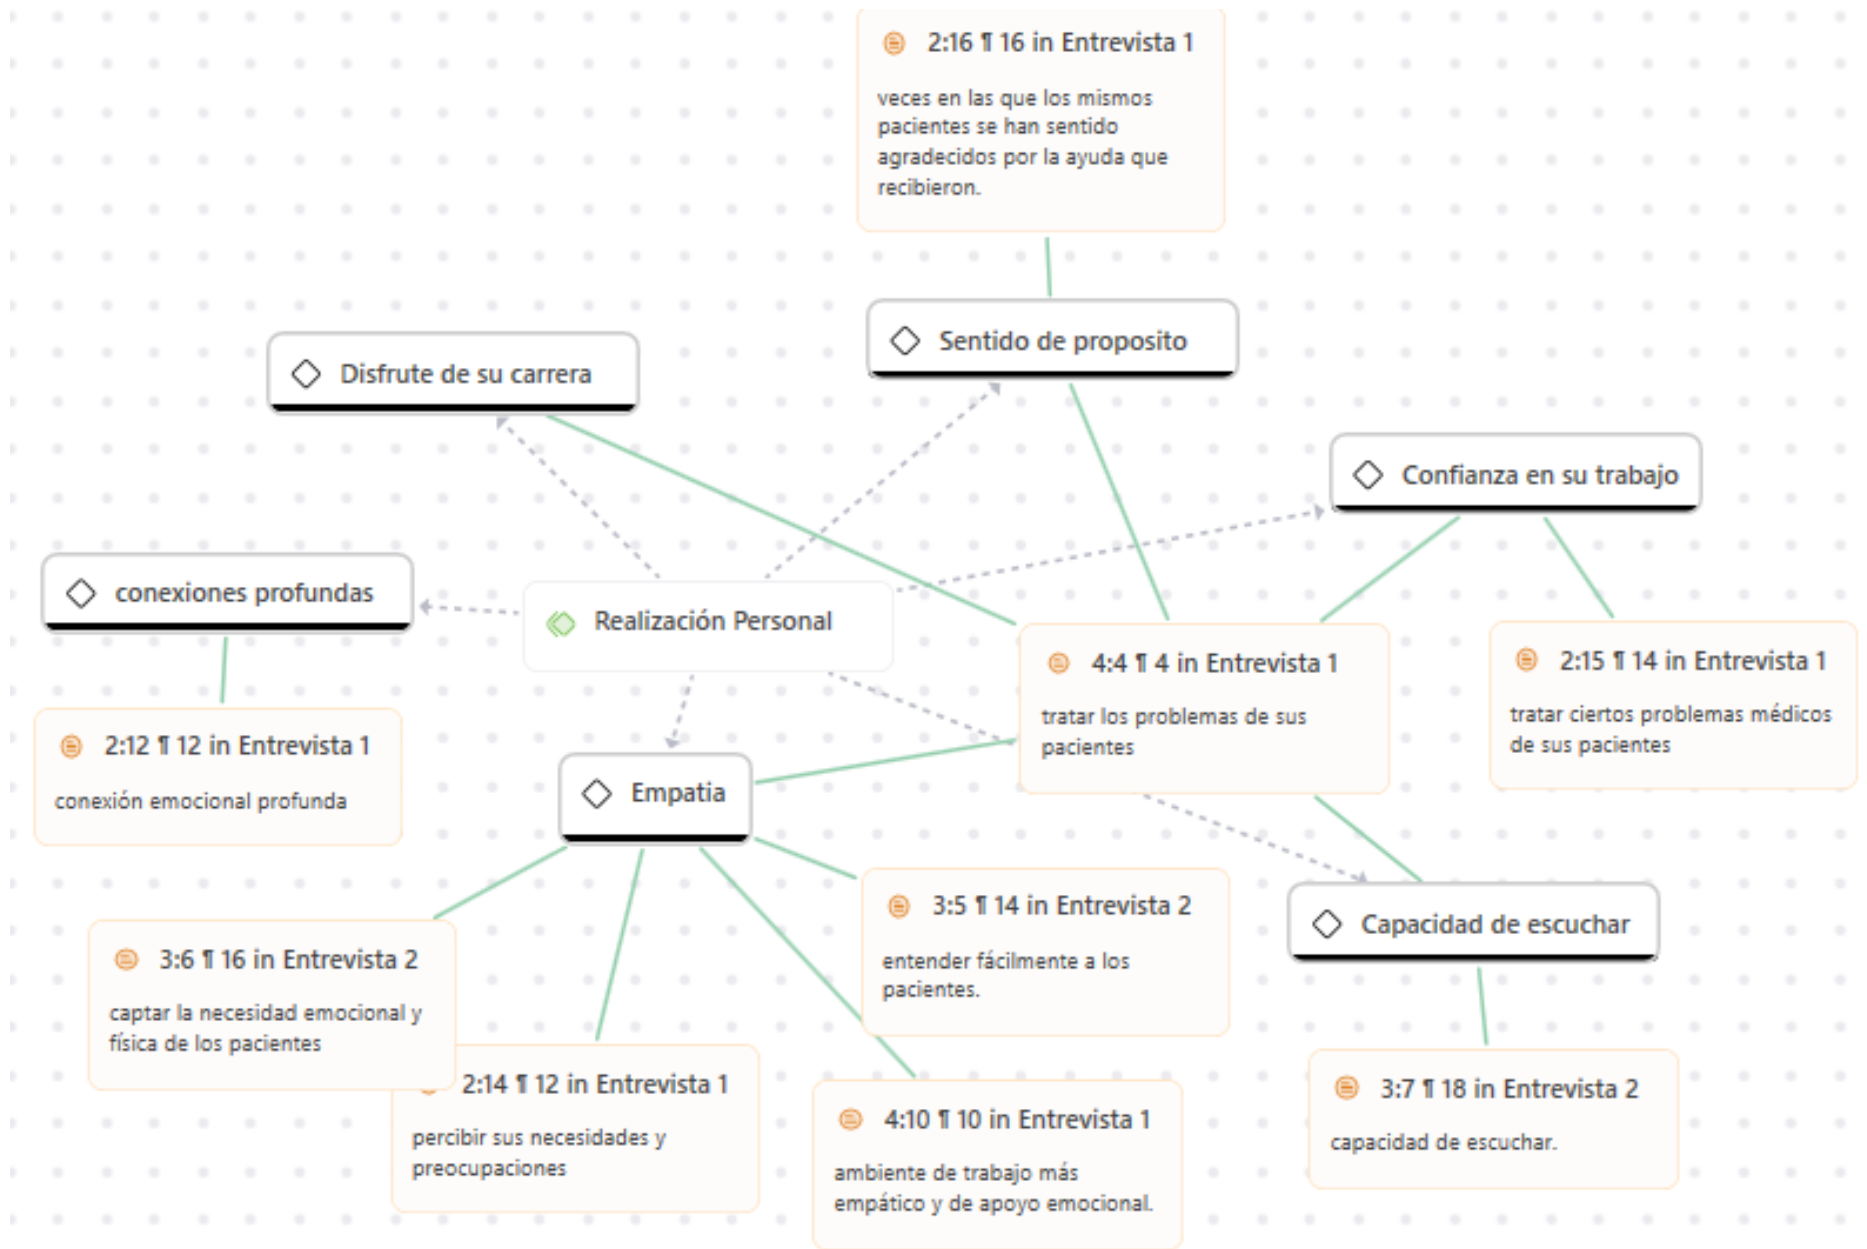 2:16 ¶ 16 in Entrevista 1
veces en las que los mismos
pacientes se han sentido
agradecidos por la ayuda que
recibieron.
Disfrute de su carrera
Sentido de proposito
Confianza en su trabajo
conexiones profundas
Realización Personal
2:12 ¶ 12 in Entrevista 1
conexión emocional profunda
4:4 ¶ 4 in Entrevista 1
tratar los problemas de sus
pacientes
2:15 ¶ 14 in Entrevista 1
tratar ciertos problemas médicos
de sus pacientes
Empatia
3:6 ¶ 16 in Entrevista 2
captar la necesidad emocional y
física de los pacientes
3:5 ¶ 14 in Entrevista 2
entender fácilmente a los
pacientes.
Capacidad de escuchar
2:14 ¶ 12 in Entrevista 1
percibir sus necesidades y
preocupaciones
4:10 ¶ 10 in Entrevista 1
ambiente de trabajo más
empático y de apoyo emocional.
3:7 ¶ 18 in Entrevista 2
capacidad de escuchar.